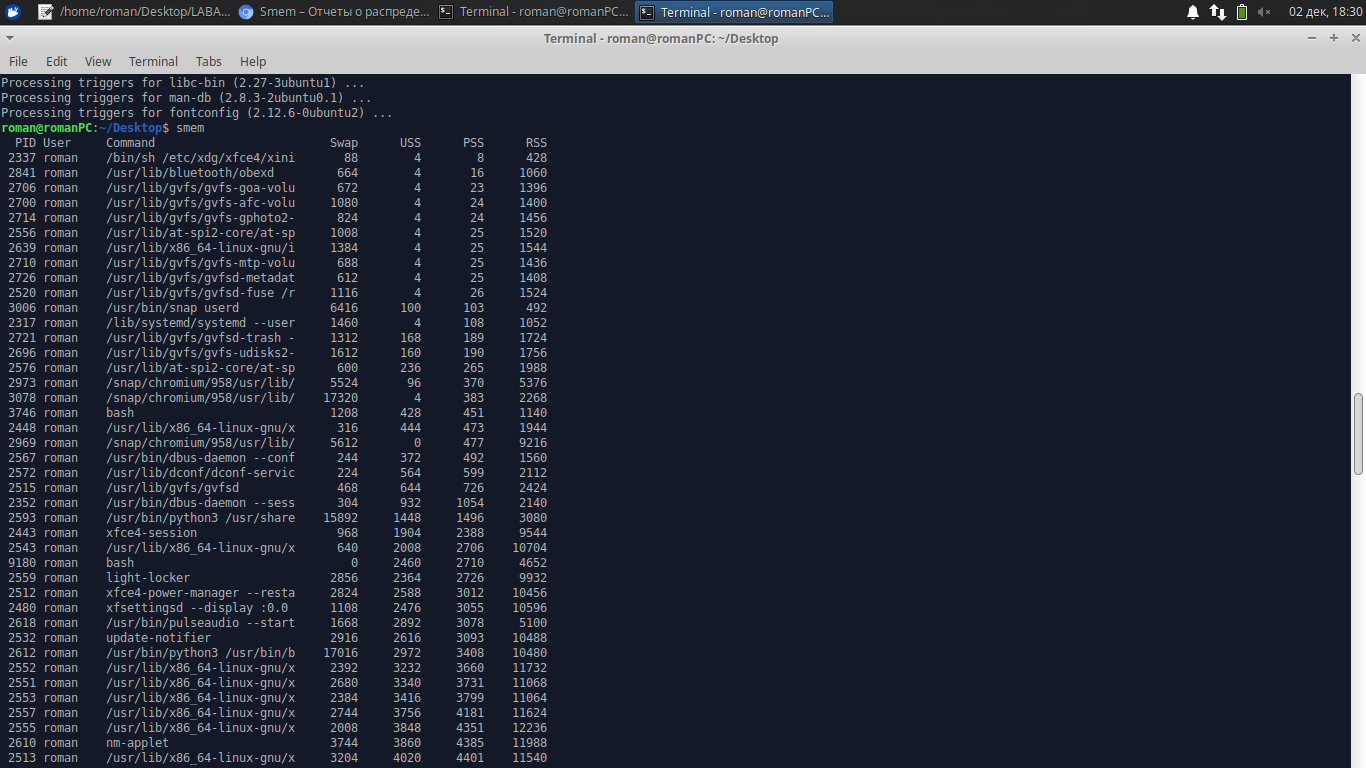 /home/roman/Desktop/LABA... Smem – Отчеты о распреде... Terminal - roman@romanPC... Terminal - roman@romanPC... 02 дек, 18:30
Terminal - roman@romanPC: ~/Desktop
File Edit View Terminal Tabs Help
Processing triggers for libc-bin (2.27-3ubuntu1) ...
Processing triggers for man-db (2.8.3-2ubuntu0.1) ...
Processing triggers for fontconfig (2.12.6-0ubuntu2) ...
roman@romanPC:~/Desktop$ smem
PID User Command Swap USS PSS RSS
2337 roman /bin/sh /etc/xdg/xfce4/xini 88 4 8 428
2841 roman /usr/lib/bluetooth/obexd 664 4 16 1060
2706 roman /usr/lib/gvfs/gvfs-goa-volu 672 4 23 1396
2700 roman /usr/lib/gvfs/gvfs-afc-volu 1080 4 24 1400
2714 roman /usr/lib/gvfs/gvfs-gphoto2- 824 4 24 1456
2556 roman /usr/lib/at-spi2-core/at-sp 1008 4 25 1520
2639 roman /usr/lib/x86_64-linux-gnu/i 1384 4 25 1544
2710 roman /usr/lib/gvfs/gvfs-mtp-volu 688 4 25 1436
2726 roman /usr/lib/gvfs/gvfsd-metadat 612 4 25 1408
2520 roman /usr/lib/gvfs/gvfsd-fuse /r 1116 4 26 1524
3006 roman /usr/bin/snap userd 6416 100 103 492
2317 roman /lib/systemd/systemd --user 1460 4 108 1052
2721 roman /usr/lib/gvfs/gvfsd-trash - 1312 168 189 1724
2696 roman /usr/lib/gvfs/gvfs-udisks2- 1612 160 190 1756
2576 roman /usr/lib/at-spi2-core/at-sp 600 236 265 1988
2973 roman /snap/chromium/958/usr/lib/ 5524 96 370 5376
3078 roman /snap/chromium/958/usr/lib/ 17320 4 383 2268
3746 roman bash 1208 428 451 1140
2448 roman /usr/lib/x86_64-linux-gnu/x 316 444 473 1944
2969 roman /snap/chromium/958/usr/lib/ 5612 0 477 9216
2567 roman /usr/bin/dbus-daemon --conf 244 372 492 1560
2572 roman /usr/lib/dconf/dconf-servic 224 564 599 2112
2515 roman /usr/lib/gvfs/gvfsd 468 644 726 2424
2352 roman /usr/bin/dbus-daemon --sess 304 932 1054 2140
2593 roman /usr/bin/python3 /usr/share 15892 1448 1496 3080
2443 roman xfce4-session 968 1904 2388 9544
2543 roman /usr/lib/x86_64-linux-gnu/x 640 2008 2706 10704
9180 roman bash 0 2460 2710 4652
2559 roman light-locker 2856 2364 2726 9932
2512 roman xfce4-power-manager --resta 2824 2588 3012 10456
2480 roman xfsettingsd --display :0.0 1108 2476 3055 10596
2618 roman /usr/bin/pulseaudio --start 1668 2892 3078 5100
2532 roman update-notifier 2916 2616 3093 10488
2612 roman /usr/bin/python3 /usr/bin/b 17016 2972 3408 10480
2552 roman /usr/lib/x86_64-linux-gnu/x 2392 3232 3660 11732
2551 roman /usr/lib/x86_64-linux-gnu/x 2680 3340 3731 11068
2553 roman /usr/lib/x86_64-linux-gnu/x 2384 3416 3799 11064
2557 roman /usr/lib/x86_64-linux-gnu/x 2744 3756 4181 11624
2555 roman /usr/lib/x86_64-linux-gnu/x 2008 3848 4351 12236
2610 roman nm-applet 3744 3860 4385 11988
2513 roman /usr/lib/x86_64-linux-gnu/x 3204 4020 4401 11540